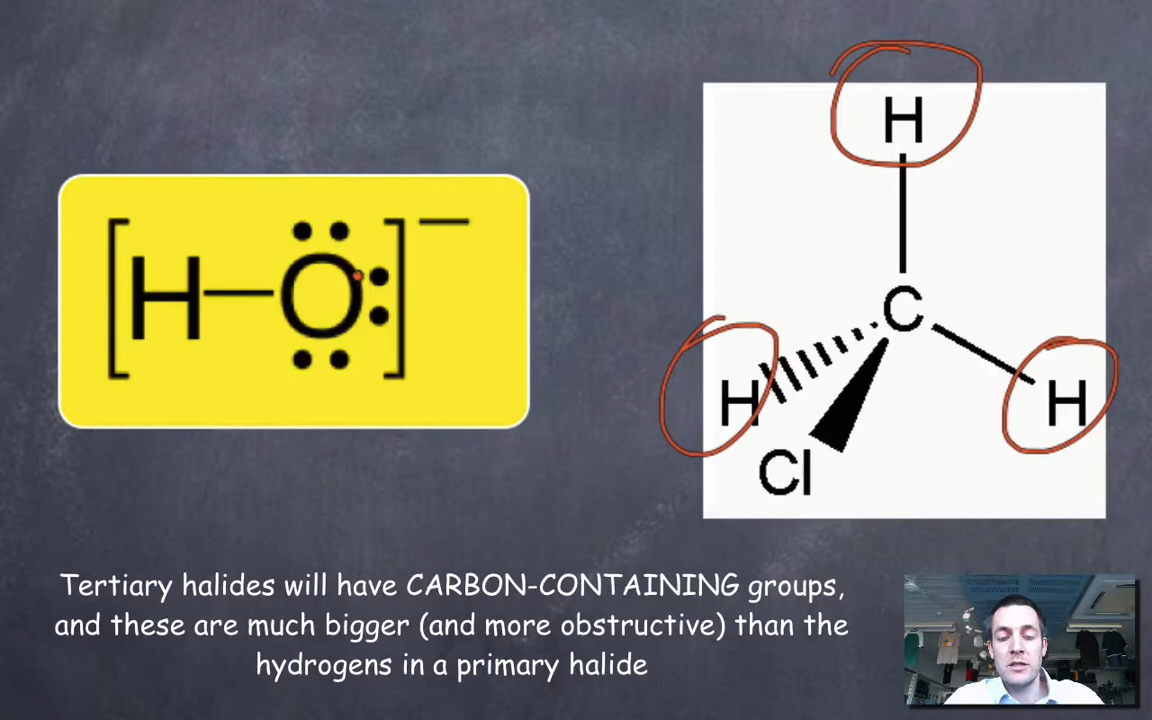 [H—O]−
H
C
H
H
Cl
Tertiary halides will have CARBON-CONTAINING groups,
and these are much bigger (and more obstructive) than the
hydrogens in a primary halide